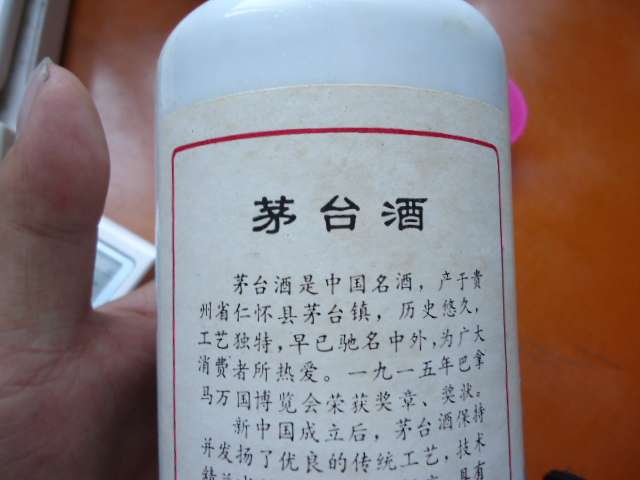 茅台酒
茅台酒是中国名酒，产于贵
州省仁怀县茅台镇，历史悠久，
工艺独特，早已驰名中外，为广大
消费者所热爱。一九一五年巴拿
马万国博览会荣获奖章、奖状。
新中国成立后，茅台酒保持
并发扬了优良的传统工艺，技术
具有